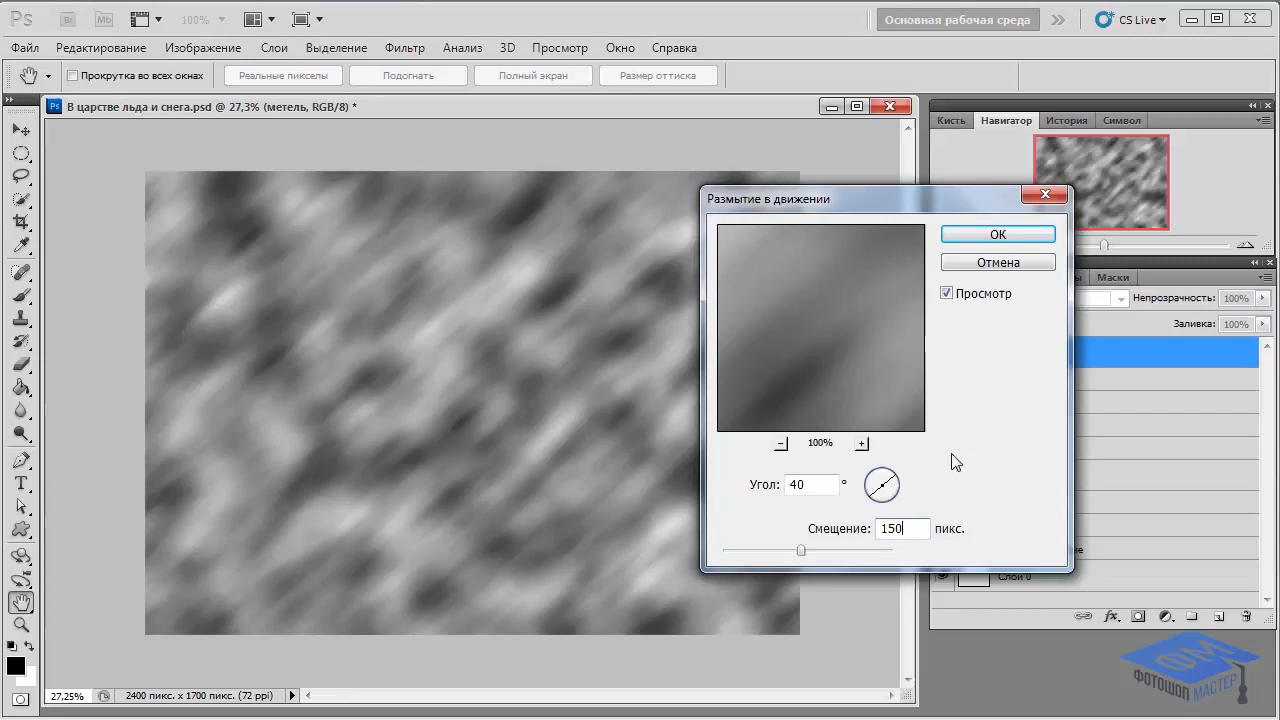 Ps
Br
Mb
100%
Основная рабочая среда
CS Live
Файл
Редактирование
Изображение
Слои
Выделение
Фильтр
Анализ
3D
Просмотр
Окно
Справка
Прокрутка во всех окнах
Реальные пикселы
Подогнать
Полный экран
Размер оттиска
Ps В царстве льда и снега.psd @ 27,3% (метель, RGB/8) *
Кисть
Навигатор
История
Символ
Размытие в движении
OK
Отмена
Просмотр
100%
Угол: 40 °
Смещение: 150 пикс.
Маски
Непрозрачность: 100%
Заливка: 100%
Слой 0
fx
T
27,25%
2400 пикс. x 1700 пикс. (72 ppi)
ФМ
ФОТОШОП
МАСТЕР